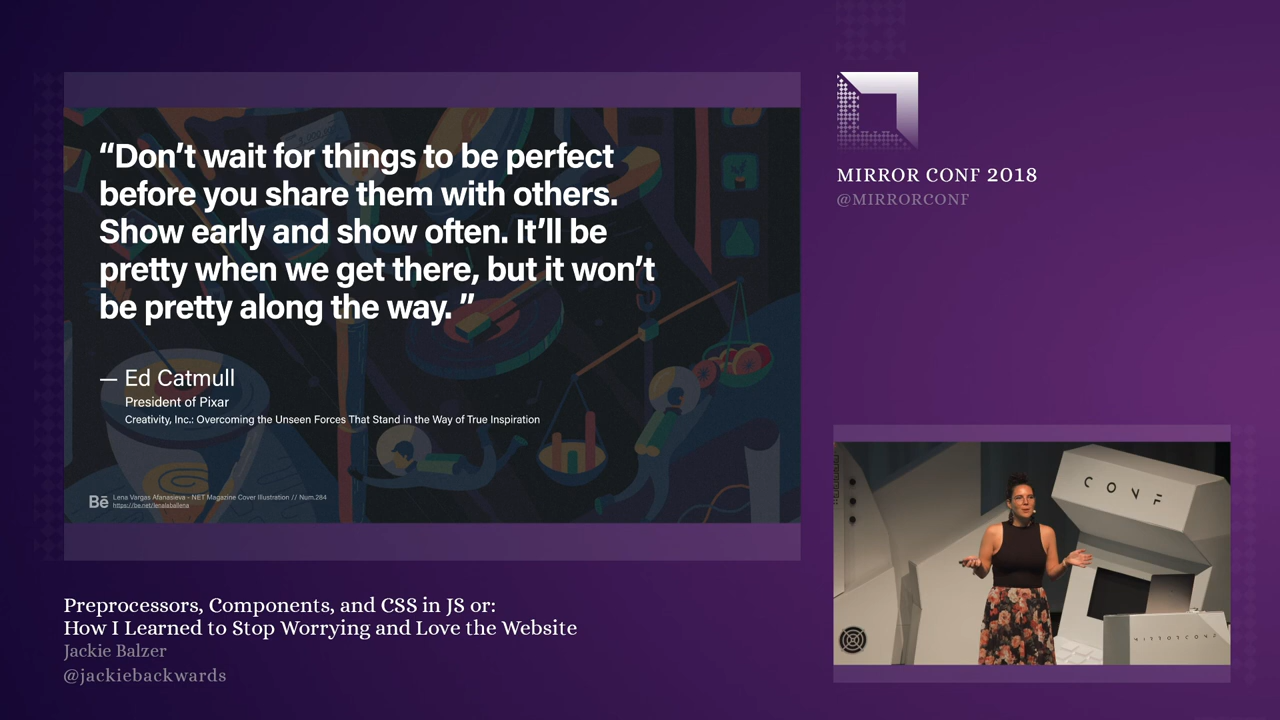 “Don’t wait for things to be perfect
before you share them with others.
Show early and show often. It’ll be
pretty when we get there, but it won’t
be pretty along the way. ”
— Ed Catmull
President of Pixar
Creativity, Inc.: Overcoming the Unseen Forces That Stand in the Way of True Inspiration
Bē
Lena Vargas Afanasieva - NET Magazine Cover Illustration // Num.284
https://be.net/lenalaballena
MIRROR CONF 2018
@MIRRORCONF
CONF
MIRRORCONF
Preprocessors, Components, and CSS in JS or:
How I Learned to Stop Worrying and Love the Website
Jackie Balzer
@jackiebackwards